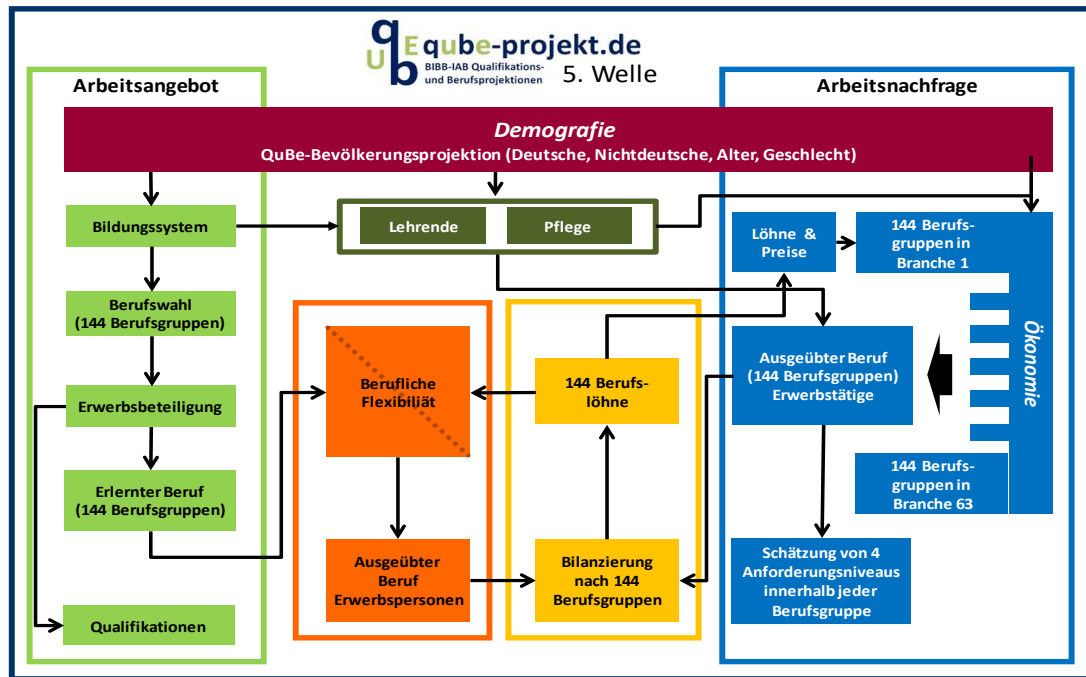 qubE qube-projekt.de
BIBB-IAB Qualifikations-
und Berufsprojektionen 5. Welle
Arbeitsangebot
Arbeitsnachfrage
Demografie
QuBe-Bevölkerungsprojektion (Deutsche, Nichtdeutsche, Alter, Geschlecht)
Bildungssystem
Lehrende
Pflege
Löhne &
Preise
144 Berufs-
gruppen in
Branche 1
Berufswahl
(144 Berufsgruppen)
Berufliche
Flexibiliät
144 Berufs-
löhne
Ausgeübter Beruf
(144 Berufsgruppen)
Erwerbstätige
Ökonomie
Erwerbsbeteiligung
Erlernter Beruf
(144 Berufsgruppen)
144 Berufs-
gruppen in
Branche 63
Ausgeübter
Beruf
Erwerbspersonen
Bilanzierung
nach 144
Berufsgruppen
Schätzung von 4
Anforderungsniveaus
innerhalb jeder
Berufsgruppe
Qualifikationen